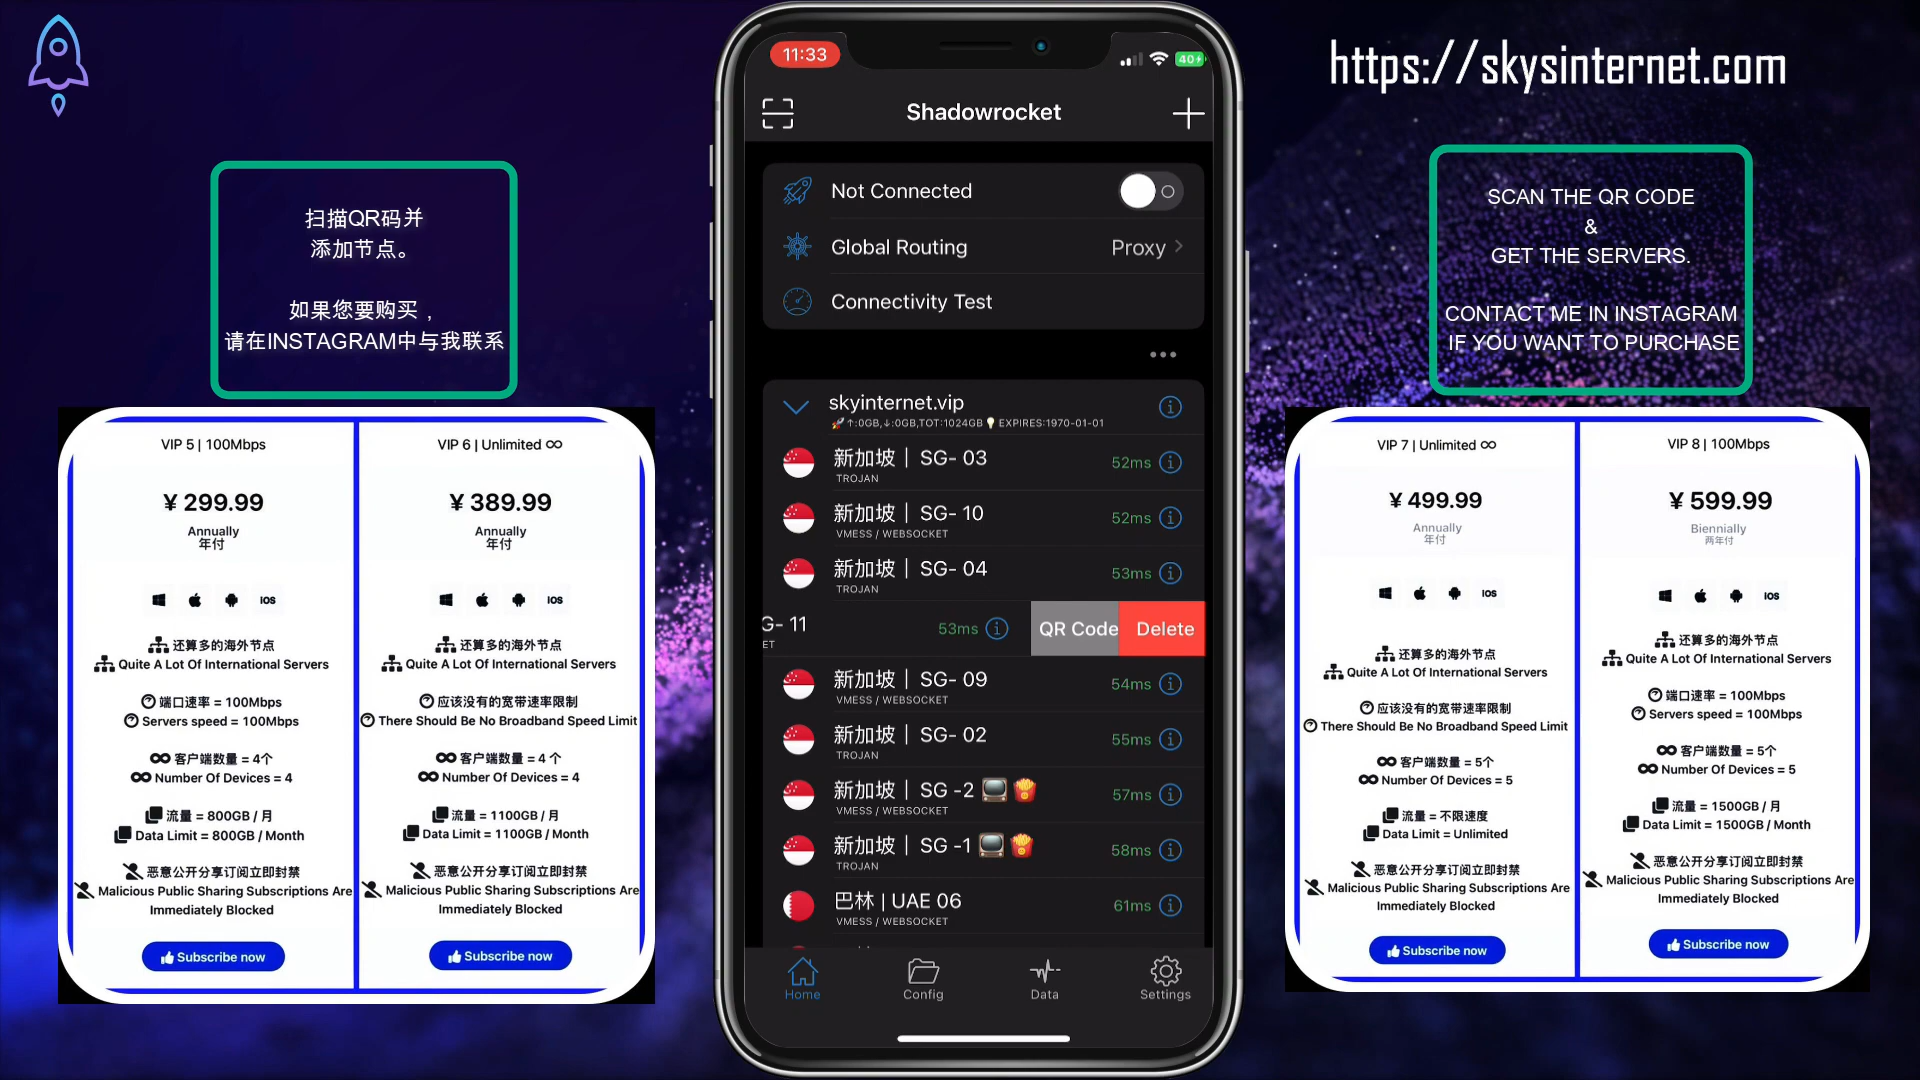 https://skysinternet.com
扫描QR码并
添加节点。
如果您要购买，
请在INSTAGRAM中与我联系
VIP 5 | 100Mbps
¥ 299.99
Annually
年付
iOS
还算多的海外节点
Quite A Lot Of International Servers
端口速率 = 100Mbps
Servers speed = 100Mbps
客户端数量 = 4个
Number Of Devices = 4
流量 = 800GB / 月
Data Limit = 800GB / Month
恶意公开分享订阅立即封禁
Malicious Public Sharing Subscriptions Are
Immediately Blocked
Subscribe now
VIP 6 | Unlimited ∞
¥ 389.99
Annually
年付
iOS
还算多的海外节点
Quite A Lot Of International Servers
应该没有的宽带速率限制
There Should Be No Broadband Speed Limit
客户端数量 = 4 个
Number Of Devices = 4
流量 = 1100GB / 月
Data Limit = 1100GB / Month
恶意公开分享订阅立即封禁
Malicious Public Sharing Subscriptions Are
Immediately Blocked
Subscribe now
11:33
40
Shadowrocket
Not Connected
Global Routing Proxy
Connectivity Test
skyinternet.vip
🚀↑:0GB,↓:0GB,TOT:1024GB💡EXPIRES:1970-01-01
新加坡｜ SG- 03 52ms
TROJAN
新加坡｜ SG- 10 52ms
VMESS / WEBSOCKET
新加坡｜ SG- 04 53ms
TROJAN
G- 11 53ms QR Code Delete
ET
新加坡｜ SG- 09 54ms
VMESS / WEBSOCKET
新加坡｜ SG- 02 55ms
TROJAN
新加坡｜ SG -2 📺🍟 57ms
VMESS / WEBSOCKET
新加坡｜ SG -1 📺🍟 58ms
TROJAN
巴林 | UAE 06 61ms
VMESS / WEBSOCKET
Home Config Data Settings
SCAN THE QR CODE
&
GET THE SERVERS.
CONTACT ME IN INSTAGRAM
IF YOU WANT TO PURCHASE
VIP 7 | Unlimited ∞
¥ 499.99
Annually
年付
iOS
还算多的海外节点
Quite A Lot Of International Servers
应该没有的宽带速率限制
There Should Be No Broadband Speed Limit
客户端数量 = 5个
Number Of Devices = 5
流量 = 不限速度
Data Limit = Unlimited
恶意公开分享订阅立即封禁
Malicious Public Sharing Subscriptions Are
Immediately Blocked
Subscribe now
VIP 8 | 100Mbps
¥ 599.99
Biennially
两年付
iOS
还算多的海外节点
Quite A Lot Of International Servers
端口速率 = 100Mbps
Servers speed = 100Mbps
客户端数量 = 5个
Number Of Devices = 5
流量 = 1500GB / 月
Data Limit = 1500GB / Month
恶意公开分享订阅立即封禁
Malicious Public Sharing Subscriptions Are
Immediately Blocked
Subscribe now